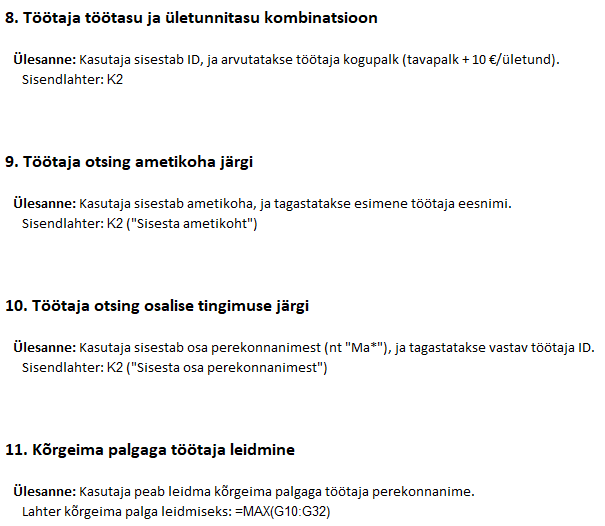 8. Töötaja töötasu ja ületunnitasu kombinatsioon
Ülesanne: Kasutaja sisestab ID, ja arvutatakse töötaja kogupalk (tavapalk + 10 €/ületund).
Sisendlahter: K2
9. Töötaja otsing ametikoha järgi
Ülesanne: Kasutaja sisestab ametikoha, ja tagastatakse esimene töötaja eesnimi.
Sisendlahter: K2 ("Sisesta ametikoht")
10. Töötaja otsing osalise tingimuse järgi
Ülesanne: Kasutaja sisestab osa perekonnanimest (nt "Ma*"), ja tagastatakse vastav töötaja ID.
Sisendlahter: K2 ("Sisesta osa perekonnanimest")
11. Kõrgeima palgaga töötaja leidmine
Ülesanne: Kasutaja peab leidma kõrgeima palgaga töötaja perekonnanime.
Lahter kõrgeima palga leidmiseks: =MAX(G10:G32)